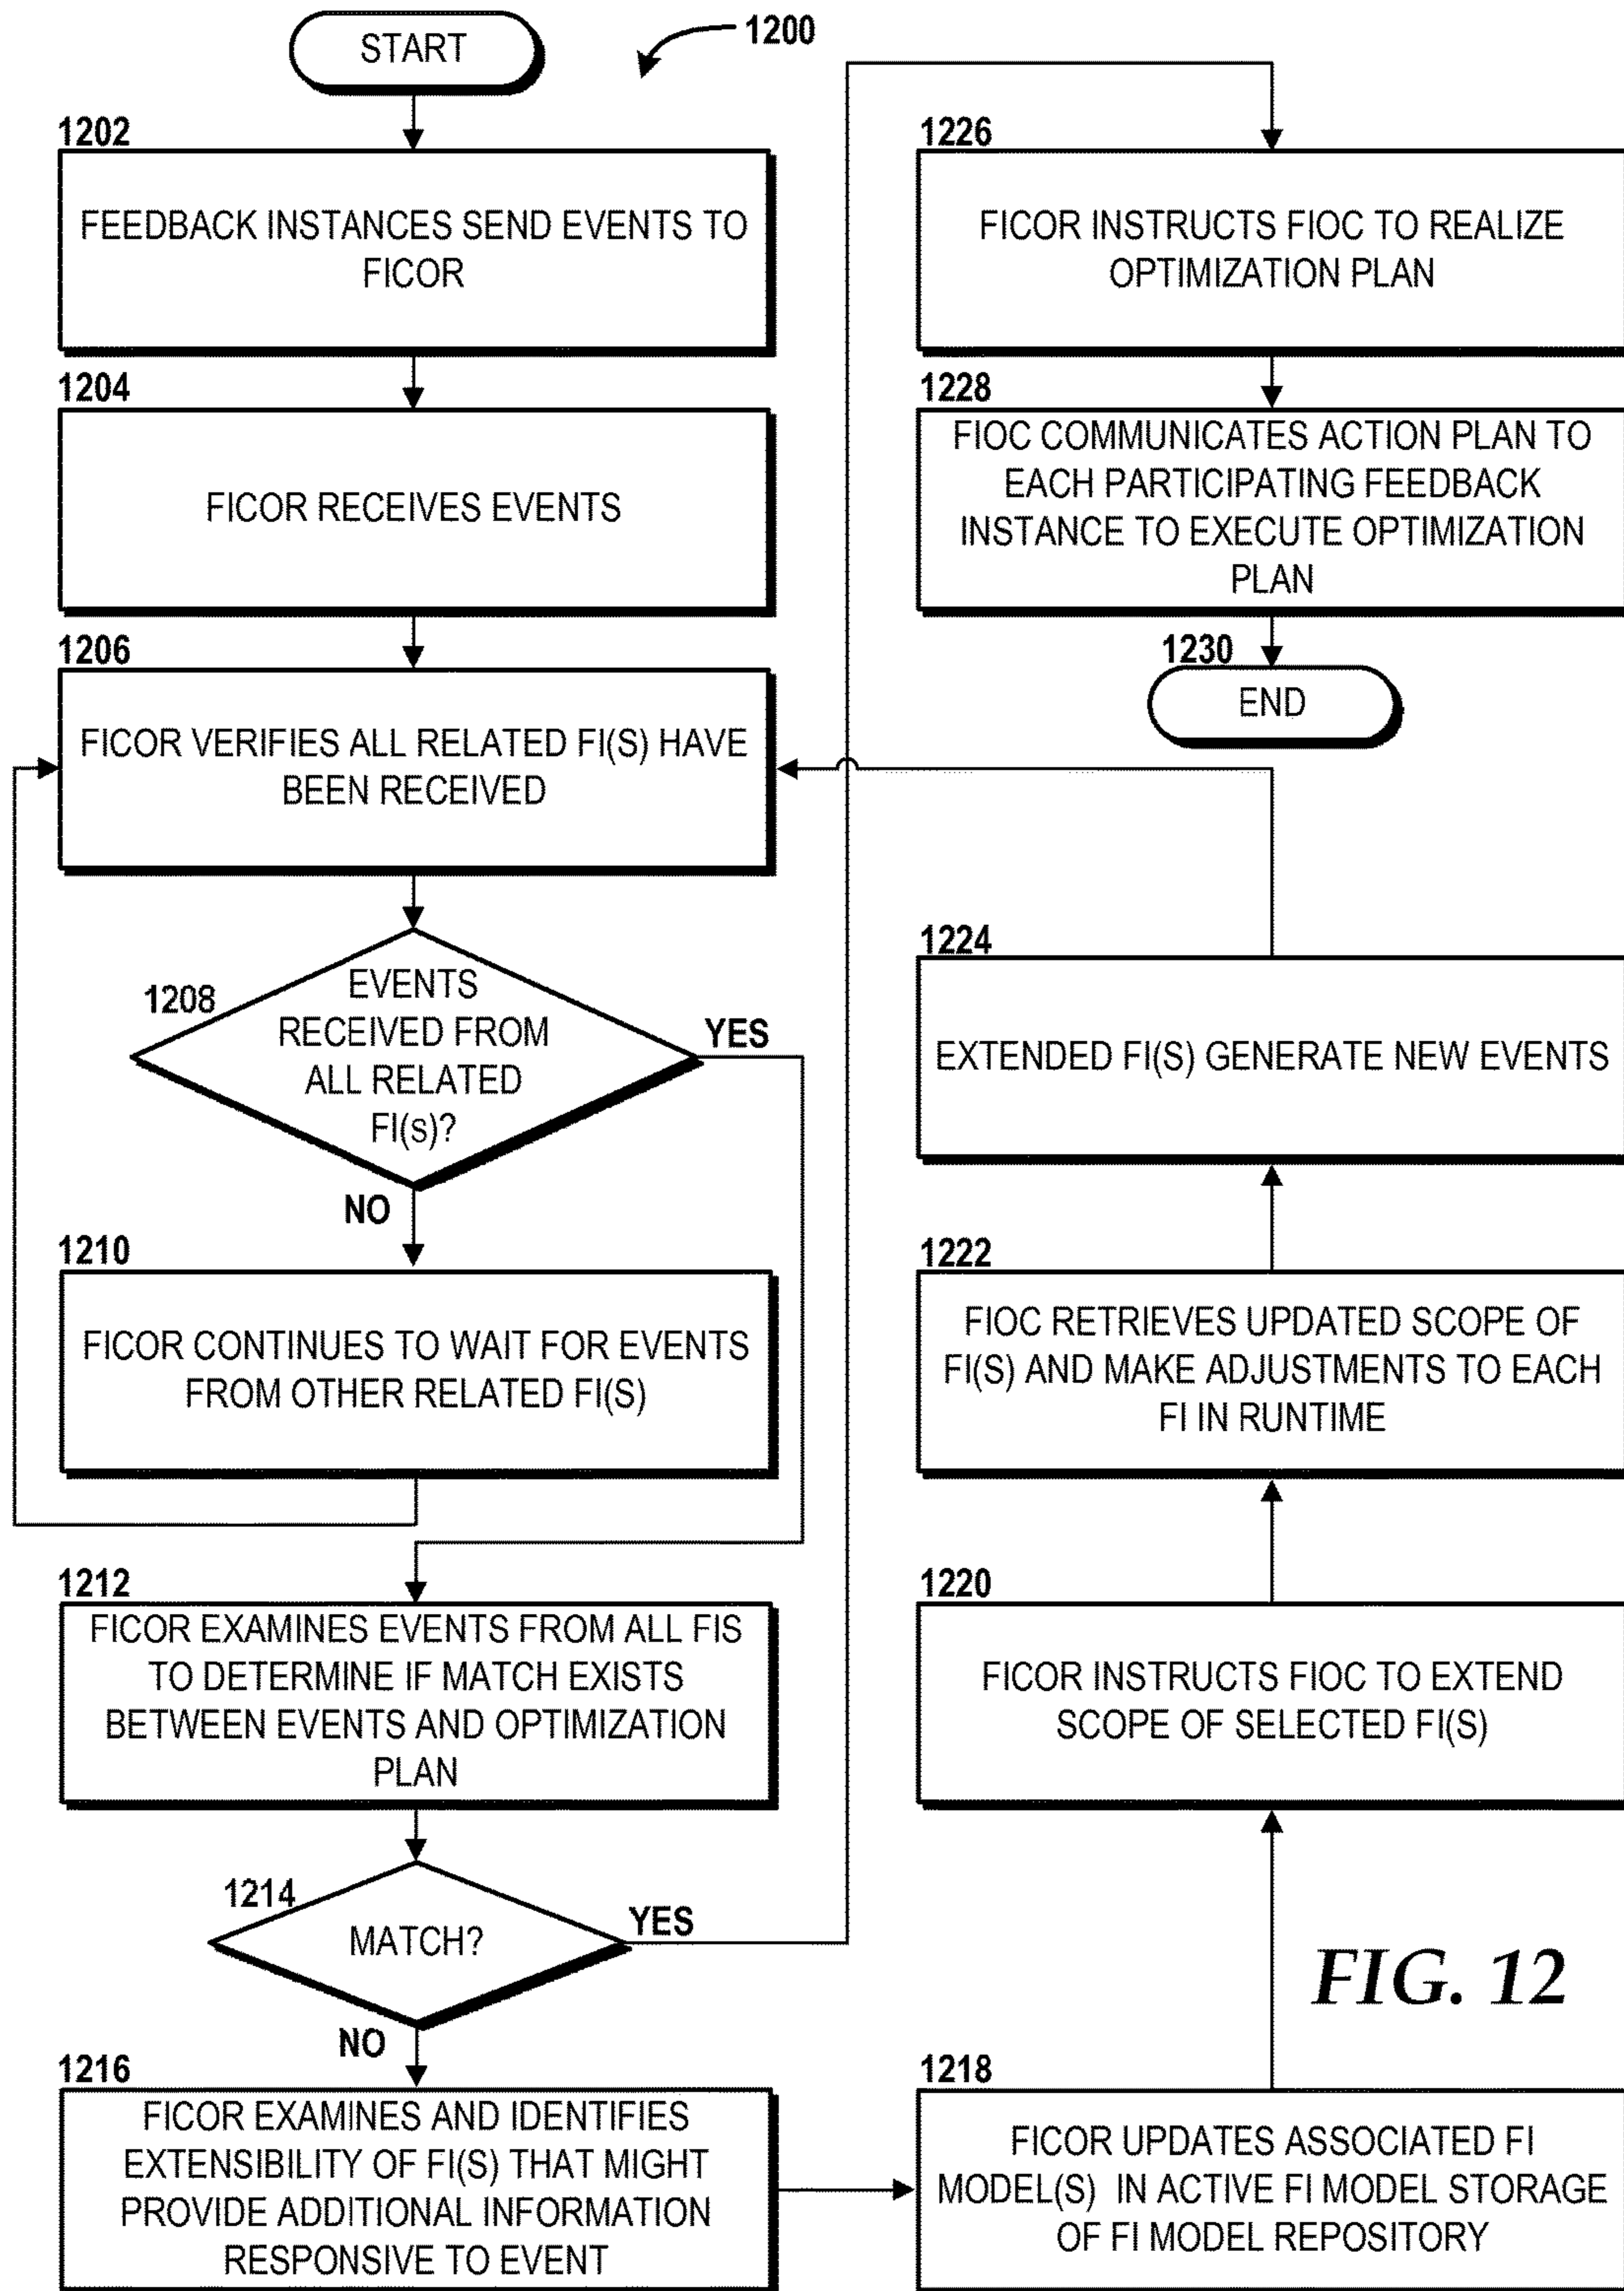 START
1200
1202
FEEDBACK INSTANCES SEND EVENTS TO
FICOR
1204
FICOR RECEIVES EVENTS
1206
FICOR VERIFIES ALL RELATED FI(S) HAVE
BEEN RECEIVED
1208
EVENTS
RECEIVED FROM
ALL RELATED
FI(s)?
YES
NO
1210
FICOR CONTINUES TO WAIT FOR EVENTS
FROM OTHER RELATED FI(S)
1212
FICOR EXAMINES EVENTS FROM ALL FIS
TO DETERMINE IF MATCH EXISTS
BETWEEN EVENTS AND OPTIMIZATION
PLAN
1214
MATCH?
YES
NO
1216
FICOR EXAMINES AND IDENTIFIES
EXTENSIBILITY OF FI(S) THAT MIGHT
PROVIDE ADDITIONAL INFORMATION
RESPONSIVE TO EVENT
1218
FICOR UPDATES ASSOCIATED FI
MODEL(S) IN ACTIVE FI MODEL STORAGE
OF FI MODEL REPOSITORY
1220
FICOR INSTRUCTS FIOC TO EXTEND
SCOPE OF SELECTED FI(S)
1222
FIOC RETRIEVES UPDATED SCOPE OF
FI(S) AND MAKE ADJUSTMENTS TO EACH
FI IN RUNTIME
1224
EXTENDED FI(S) GENERATE NEW EVENTS
1226
FICOR INSTRUCTS FIOC TO REALIZE
OPTIMIZATION PLAN
1228
FIOC COMMUNICATES ACTION PLAN TO
EACH PARTICIPATING FEEDBACK
INSTANCE TO EXECUTE OPTIMIZATION
PLAN
1230
END
FIG. 12